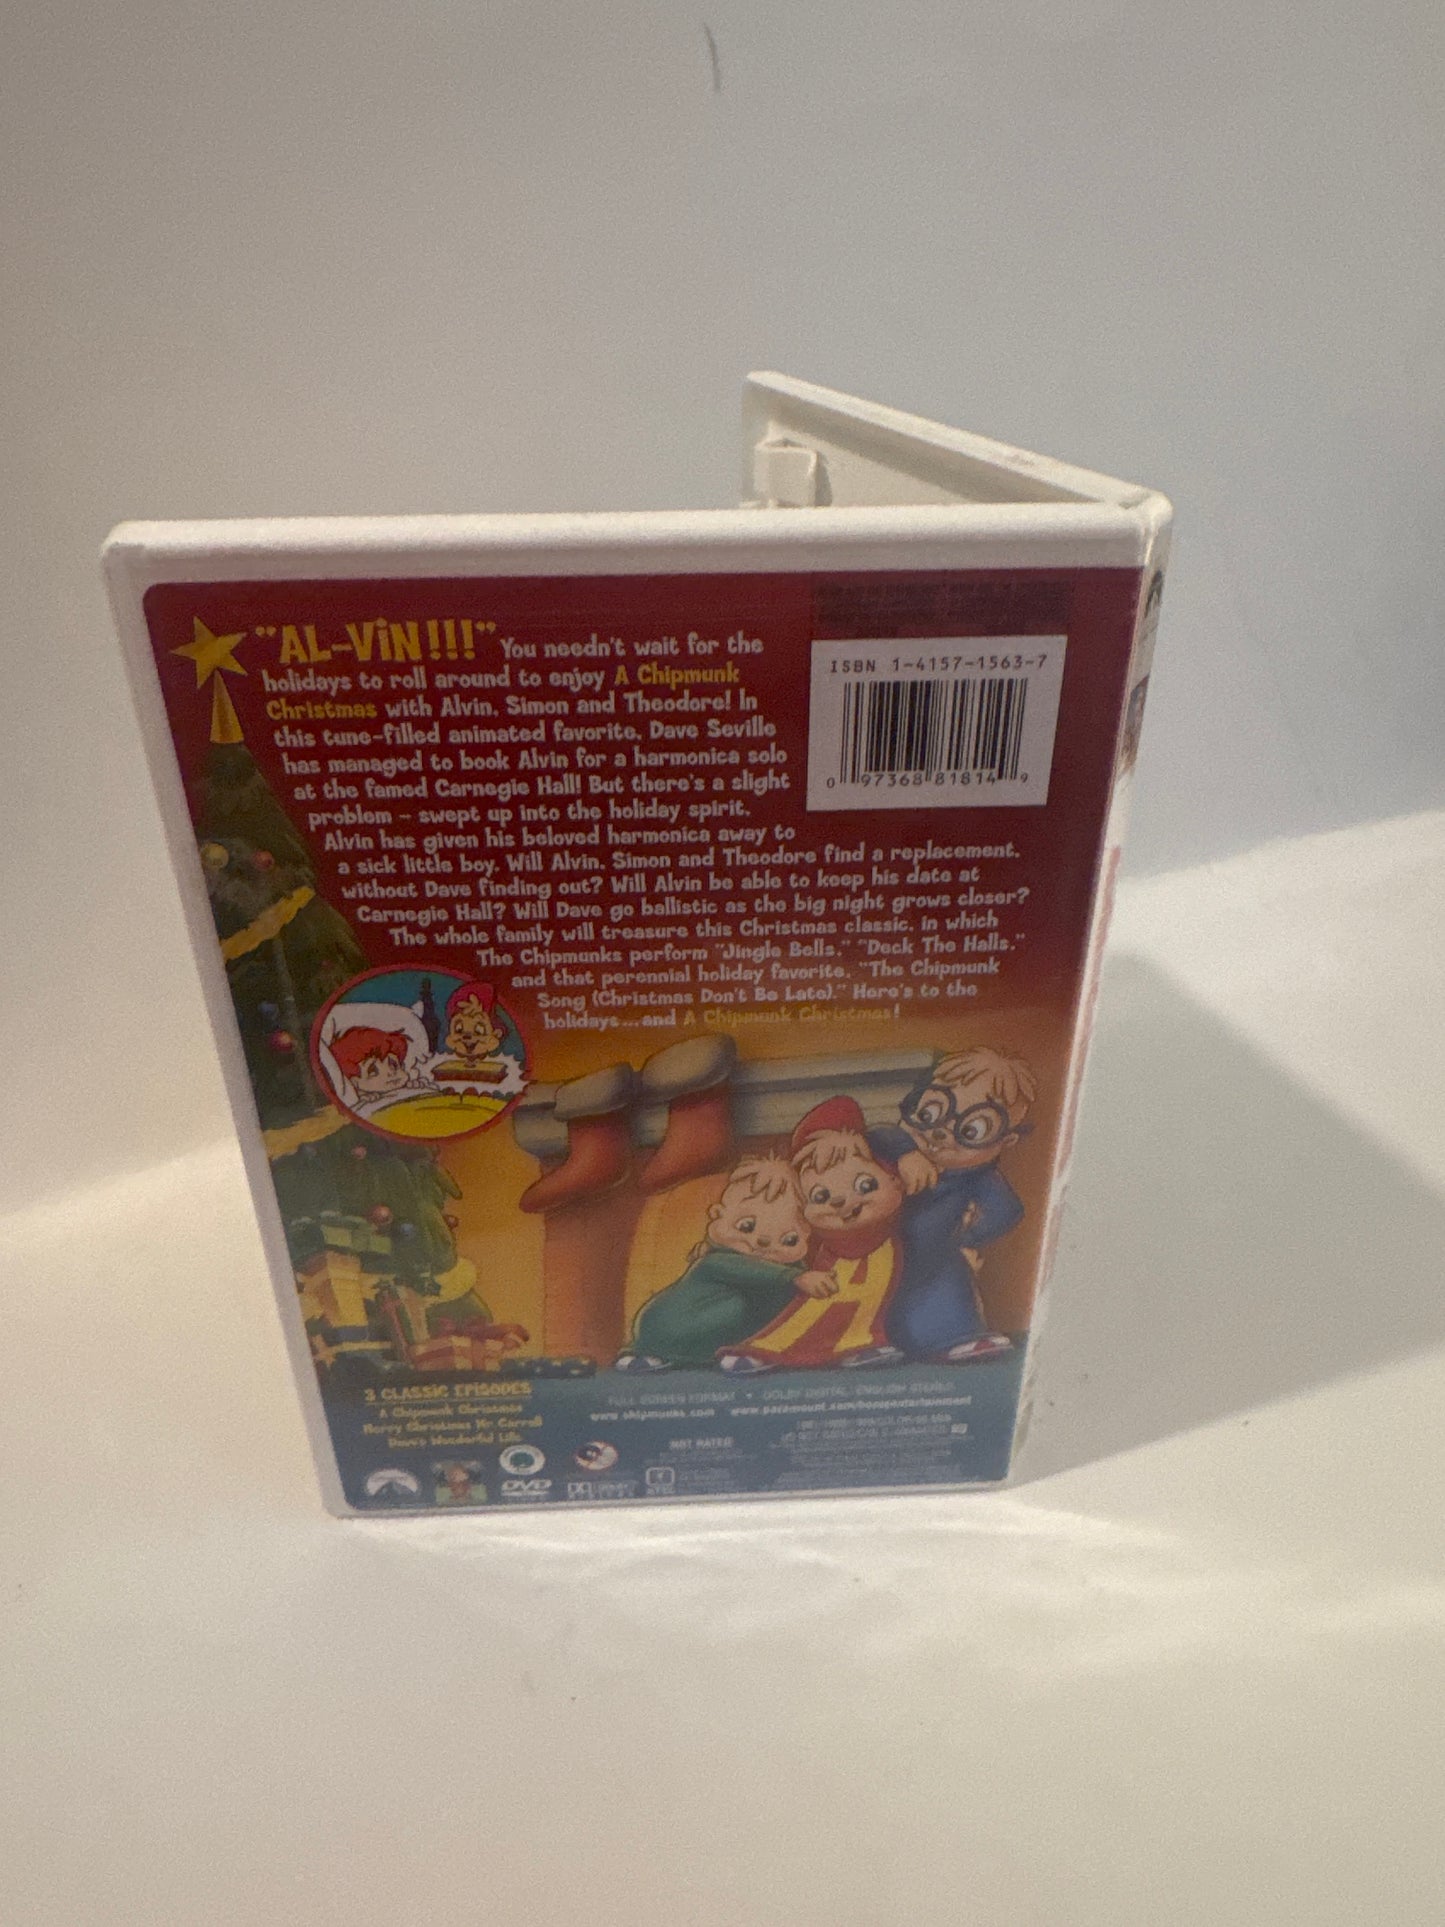 "AL-ViN!!!" You needn't wait for the
holidays to roll around to enjoy A Chipmunk
Christmas with Alvin, Simon and Theodore! In
this tune-filled animated favorite, Dave Seville
has managed to book Alvin for a harmonica solo
at the famed Carnegie Hall! But there's a slight
problem – swept up into the holiday spirit,
Alvin has given his beloved harmonica away to
a sick little boy. Will Alvin, Simon and Theodore find a replacement,
without Dave finding out? Will Alvin be able to keep his date at
Carnegie Hall? Will Dave go ballistic as the big night grows closer?
The whole family will treasure this Christmas classic, in which
The Chipmunks perform "Jingle Bells," "Deck The Halls,"
and that perennial holiday favorite, "The Chipmunk
Song (Christmas Don't Be Late)." Here's to the
holidays...and A Chipmunk Christmas!
ISBN 1-4157-1563-7
0 97368 81814 9
A
3 CLASSIC EPISODES
A Chipmunk Christmas
Merry Christmas Mr. Carroll
Dave's Wonderful Life
FULL SCREEN FORMAT • DOLBY DIGITAL: ENGLISH STEREO
www.chipmunks.com www.paramount.com/homeentertainment
NOT RATED
DVD
NTSC